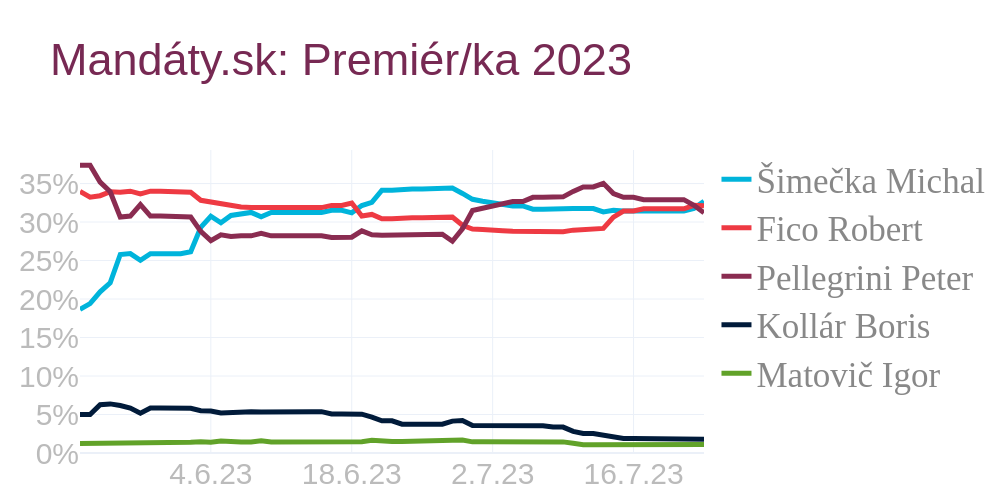 Mandáty.sk: Premiér/ka 2023
35%
30%
25%
20%
15%
10%
5%
0%
4.6.23 18.6.23 2.7.23 16.7.23
Šimečka Michal
Fico Robert
Pellegrini Peter
Kollár Boris
Matovič Igor